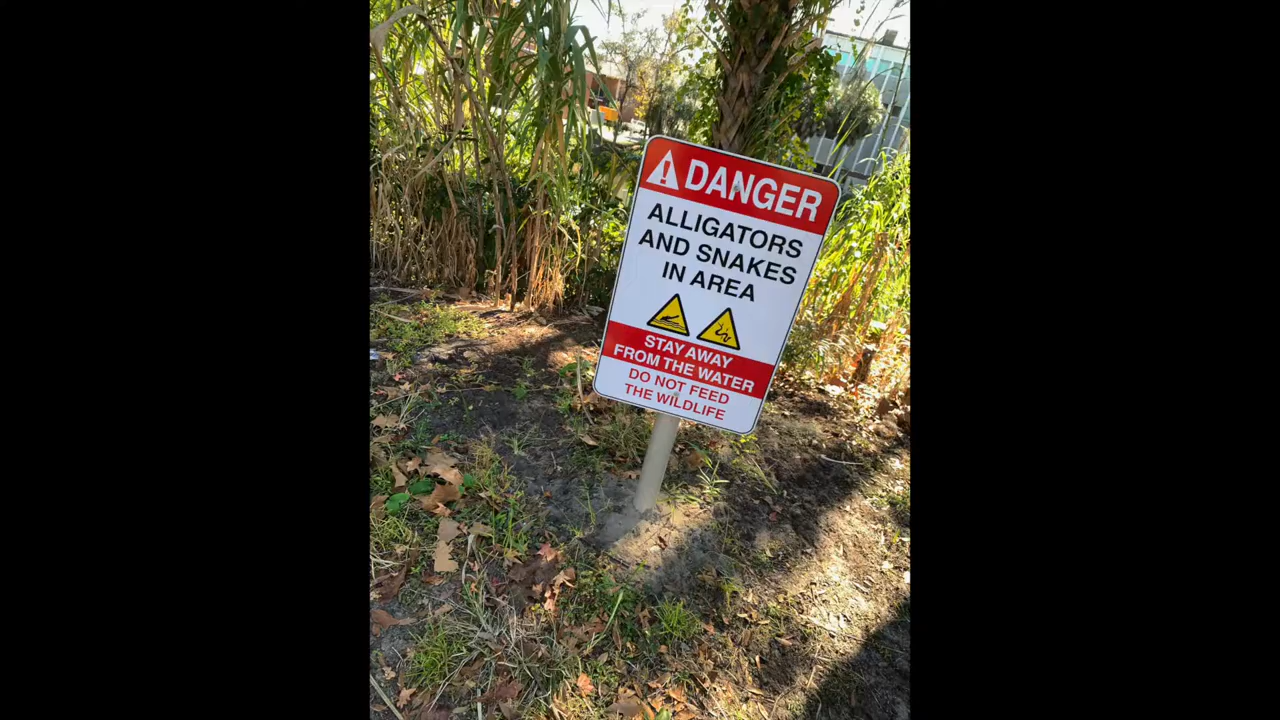 DANGER
ALLIGATORS
AND SNAKES
IN AREA
STAY AWAY
FROM THE WATER
DO NOT FEED
THE WILDLIFE